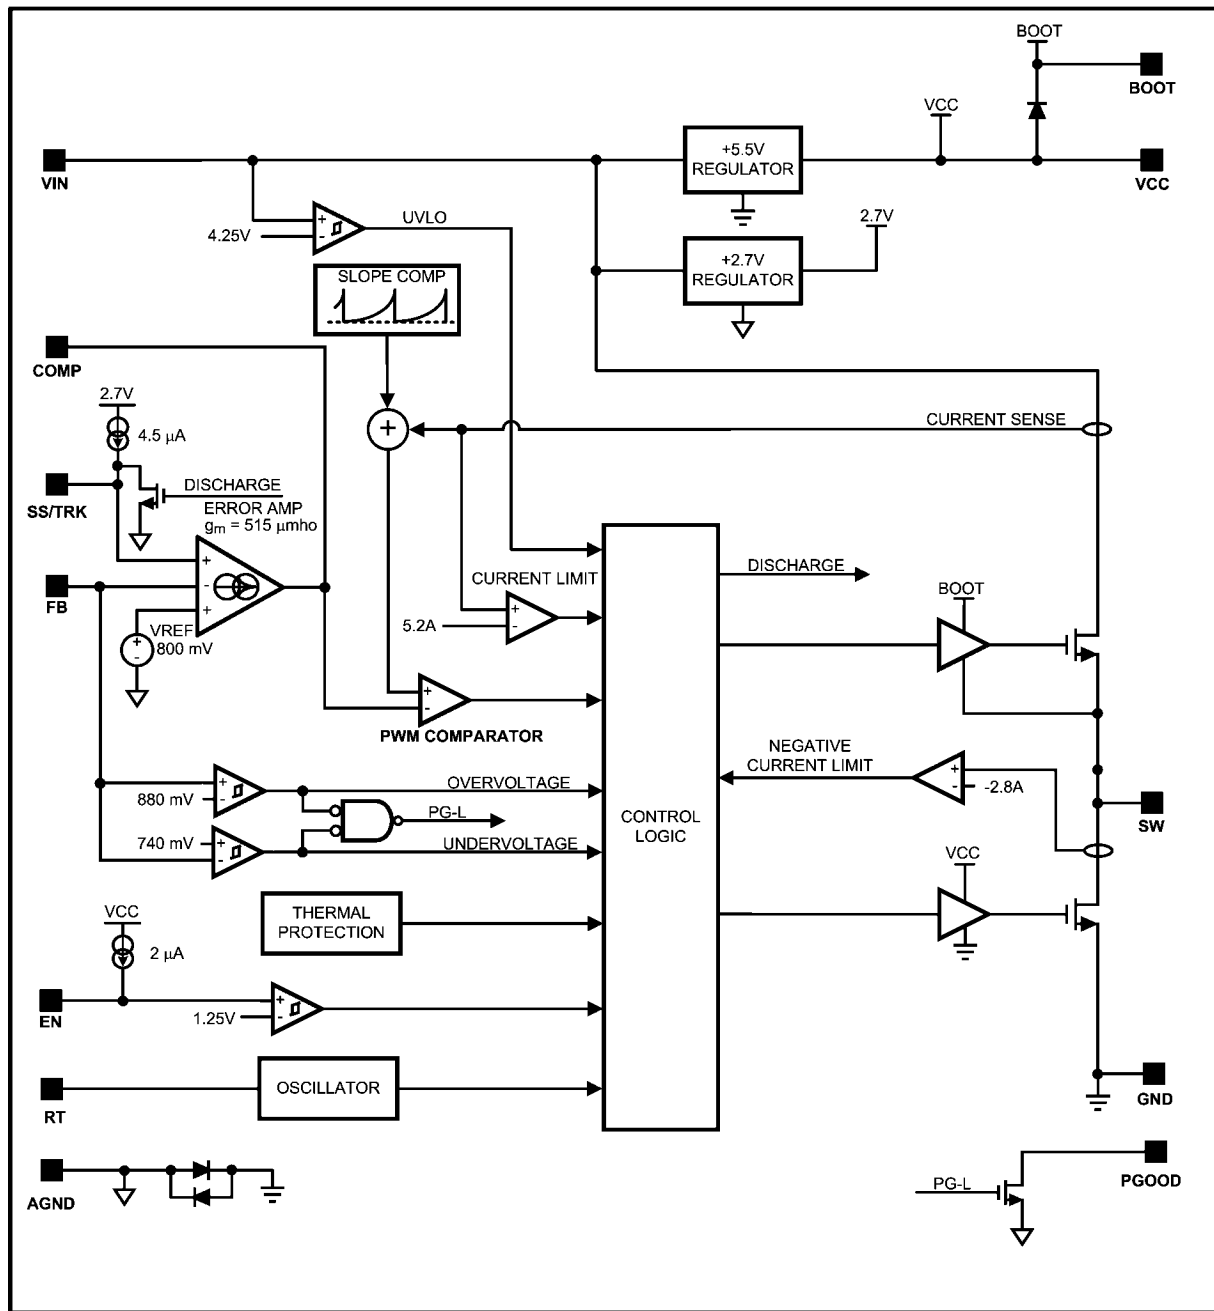 BOOT
BOOT
VCC
+5.5V
REGULATOR
VIN
VCC
UVLO
4.25V
+
-
2.7V
+2.7V
REGULATOR
SLOPE COMP
COMP
2.7V
4.5 µA
+
CURRENT SENSE
SS/TRK
DISCHARGE
ERROR AMP
gm = 515 µmho
+
-
+
FB
VREF
800 mV
+
-
CURRENT LIMIT
5.2A
+
-
DISCHARGE
BOOT
+
-
PWM COMPARATOR
NEGATIVE
CURRENT LIMIT
+
-
-2.8A
SW
OVERVOLTAGE
880 mV
+
-
PG-L
740 mV
+
-
UNDERVOLTAGE
CONTROL
LOGIC
VCC
THERMAL
PROTECTION
VCC
2 µA
EN
1.25V
+
-
RT
OSCILLATOR
GND
AGND
PG-L
PGOOD